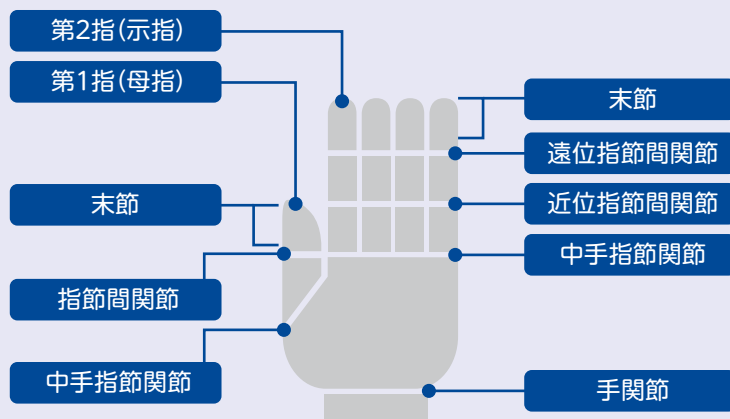 第2指(示指)
第1指(母指)
末節
指節間関節
中手指節関節
末節
遠位指節間関節
近位指節間関節
中手指節関節
手関節